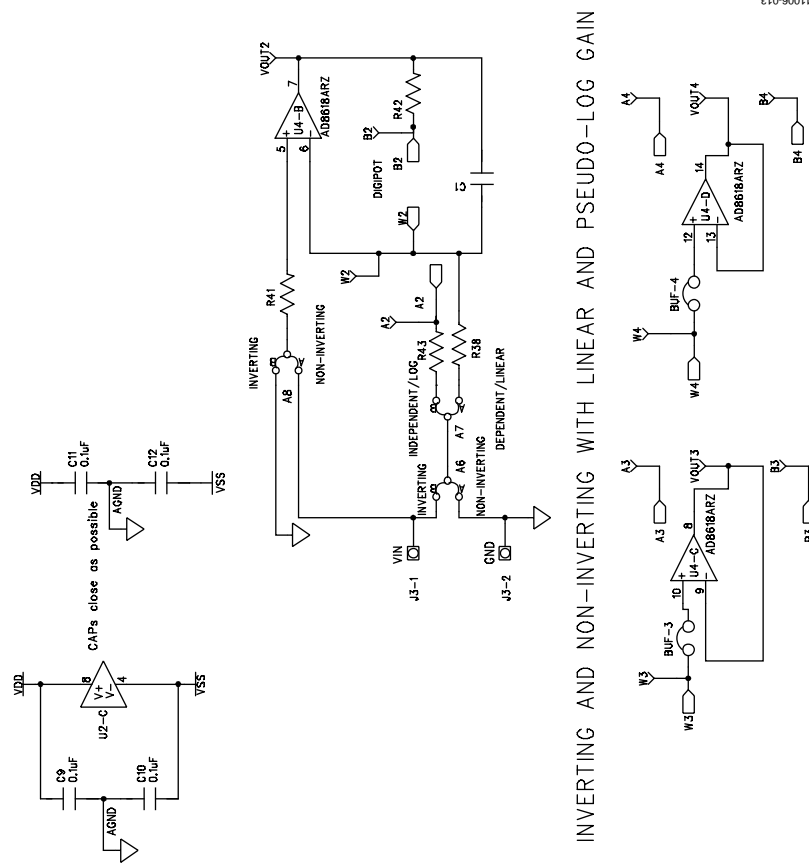 11006-013
VOUT2
7
U4-B
AD8618ARZ
5
+
6
-
R42
B2
B2
DIGIPOT
C1
W2
W2
R41
INVERTING
B
A
A8
NON-INVERTING
A2
A2
R43
R38
INDEPENDENT/LOG
B
A
A7
DEPENDENT/LINEAR
INVERTING
B
A
A6
NON-INVERTING
VIN
J3-1
GND
J3-2
VDD
C11
0.1uF
AGND
C12
0.1uF
VSS
CAPs close as possible
VDD
8
V+
V-
4
U2-C
VSS
C9
0.1uF
AGND
C10
0.1uF
INVERTING AND NON-INVERTING WITH LINEAR AND PSEUDO-LOG GAIN
A4
A4
VOUT4
B4
B4
14
U4-D
AD8618ARZ
12
+
13
-
BUF-4
W4
W4
A3
A3
VOUT3
B3
B3
8
U4-C
AD8618ARZ
10
+
9
-
BUF-3
W3
W3